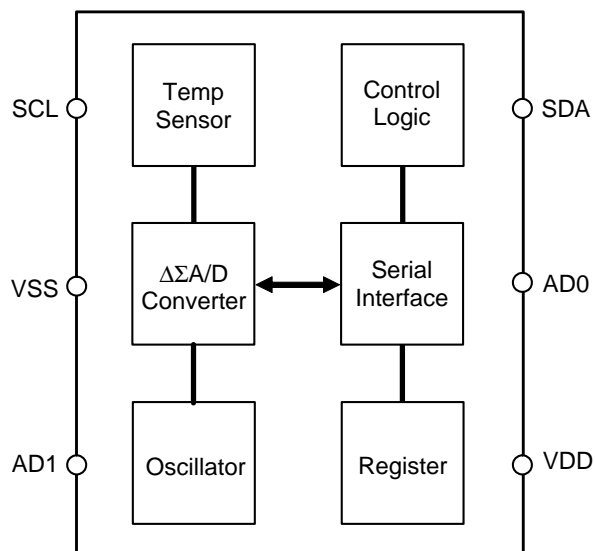 Temp
Sensor
Control
Logic
SCL
SDA
ΔΣA/D
Converter
Serial
Interface
VSS
AD0
Oscillator
Register
AD1
VDD